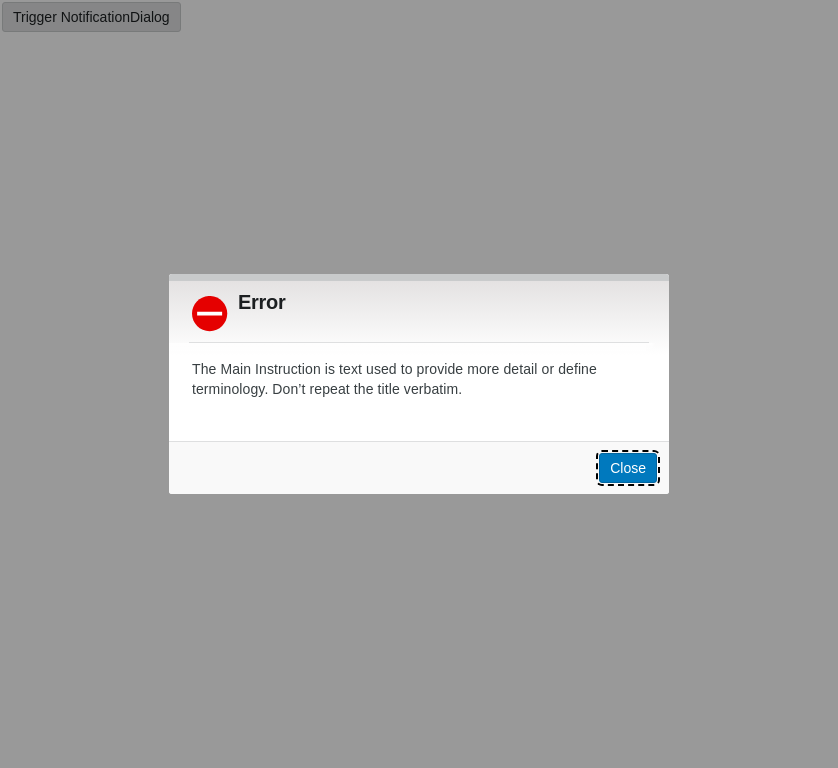 Trigger NotificationDialog
Error
The Main Instruction is text used to provide more detail or define
terminology. Don’t repeat the title verbatim.
Close